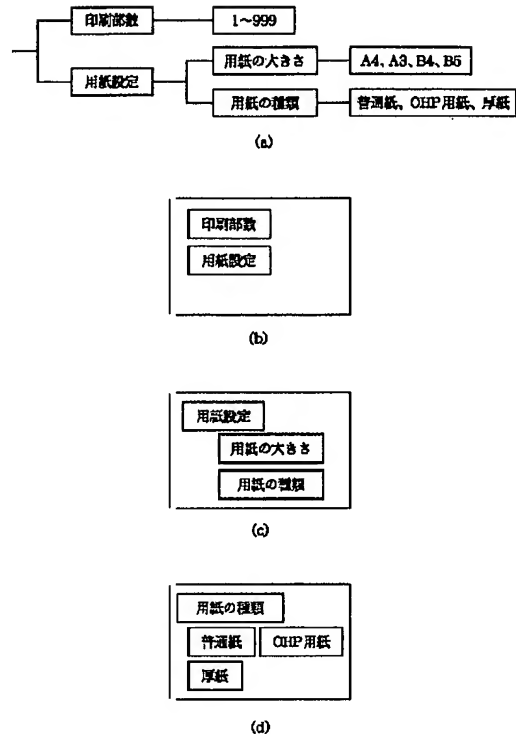 印刷部数 1～999
用紙の大きさ A4、A3、B4、B5
用紙設定
用紙の種類 普通紙、OHP用紙、厚紙
(a)
印刷部数
用紙設定
(b)
用紙設定
用紙の大きさ
用紙の種類
(c)
用紙の種類
普通紙 OHP用紙
厚紙
(d)